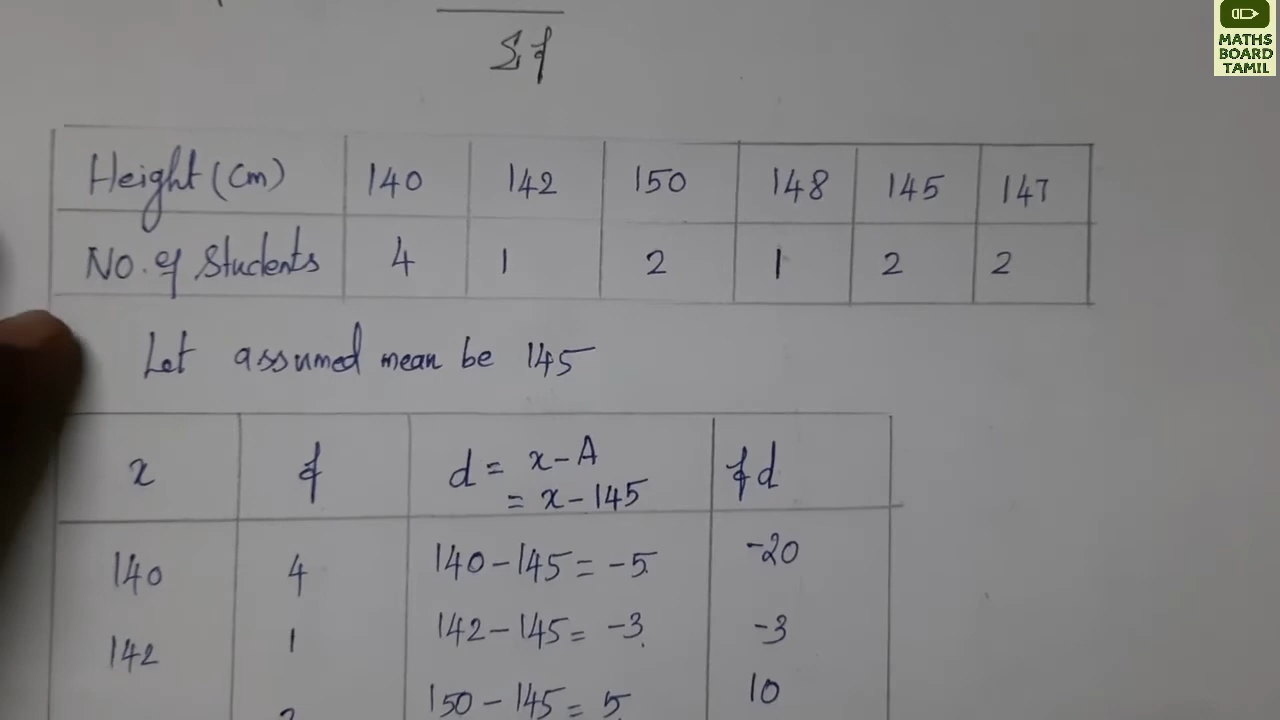 MATHS
BOARD
TAMIL
Σf
Height (Cm) 140 142 150 148 145 147
No. of Students 4 1 2 1 2 2
Let assumed mean be 145
x f d = x-A fd
= x-145
140 4 140-145 = -5 -20
142 1 142-145 = -3 -3
150-145 = 5 10